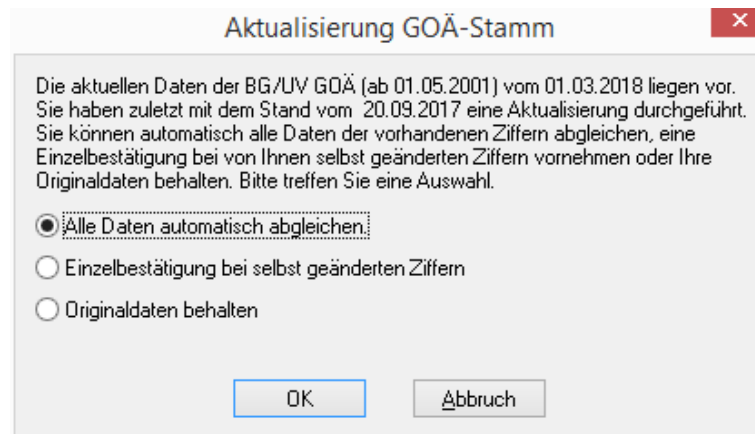 Aktualisierung GOÄ-Stamm
Die aktuellen Daten der BG/UV GOÄ (ab 01.05.2001) vom 01.03.2018 liegen vor.
Sie haben zuletzt mit dem Stand vom 20.09.2017 eine Aktualisierung durchgeführt.
Sie können automatisch alle Daten der vorhandenen Ziffern abgleichen, eine
Einzelbestätigung bei von Ihnen selbst geänderten Ziffern vornehmen oder Ihre
Originaldaten behalten. Bitte treffen Sie eine Auswahl.
Alle Daten automatisch abgleichen.
Einzelbestätigung bei selbst geänderten Ziffern
Originaldaten behalten
OK Abbruch